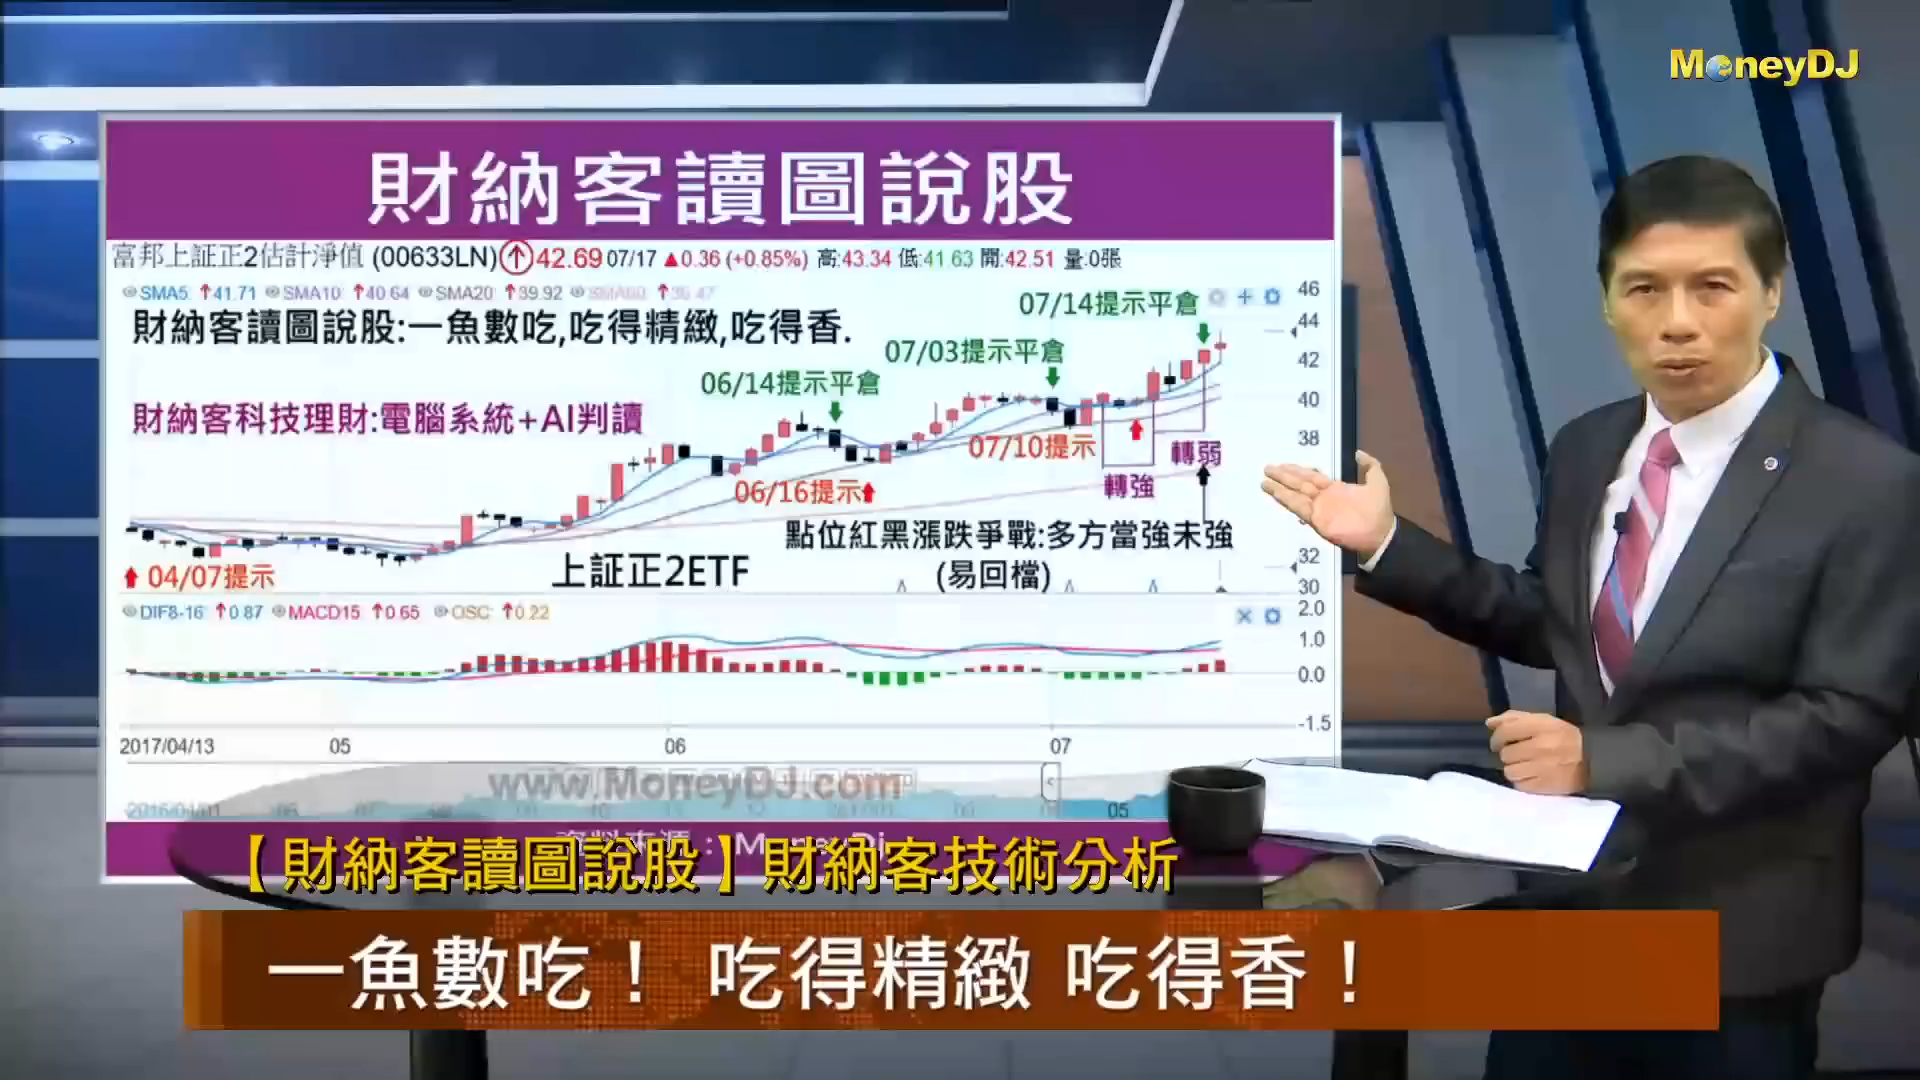 MoneyDJ
財納客讀圖說股
富邦上証正2估計淨值 (00633LN) 42.69 07/17 ▲0.36 (+0.85%) 高:43.34 低:41.63 開:42.51 量:0張
SMA5 ↑41.71 SMA10 ↑40.64 SMA20 ↑39.92
財納客讀圖說股:一魚數吃,吃得精緻,吃得香.
財納客科技理財:電腦系統+AI判讀
07/14提示平倉
07/03提示平倉
06/14提示平倉
07/10提示
轉弱
轉強
06/16提示
點位紅黑漲跌爭戰:多方當強未強
(易回檔)
上証正2ETF
04/07提示
46
44
42
40
38
32
30
DIF8-16 ↑0.87 MACD15 ↑0.65 OSC ↑0.22
2.0
1.0
0.0
-1.5
2017/04/13 05 06 07
www.MoneyDJ.com
05
【財納客讀圖說股】財納客技術分析
一魚數吃！ 吃得精緻 吃得香！